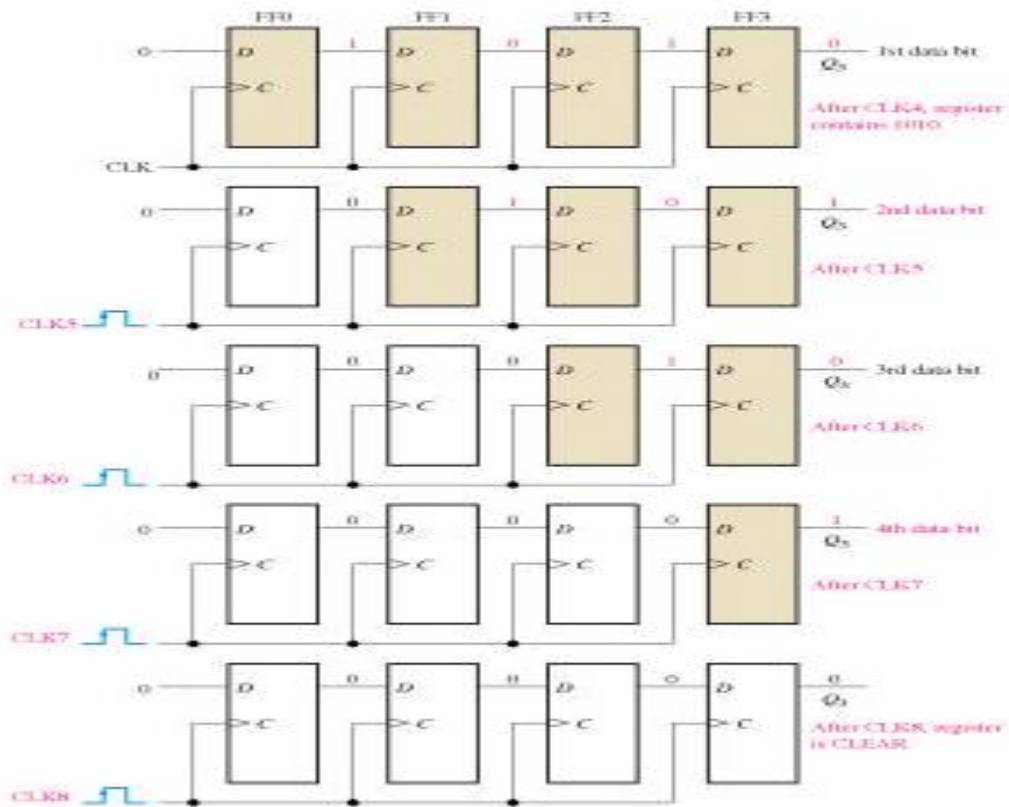 FF0 FF1 FF2 FF3
0 D 1 D 0 D 1 D 0 1st data bit
Q3
C C C C
After CLK4, register
contains 1010.
CLK
0 D 0 D 1 D 0 D 1 2nd data bit
Q3
C C C C
After CLK5
CLK5
0 D 0 D 0 D 1 D 0 3rd data bit
Q3
C C C C
After CLK6
CLK6
0 D 0 D 0 D 0 D 1 4th data bit
Q3
C C C C
After CLK7
CLK7
0 D 0 D 0 D 0 D 0
Q3
C C C C
After CLK8, register
is CLEAR
CLK8